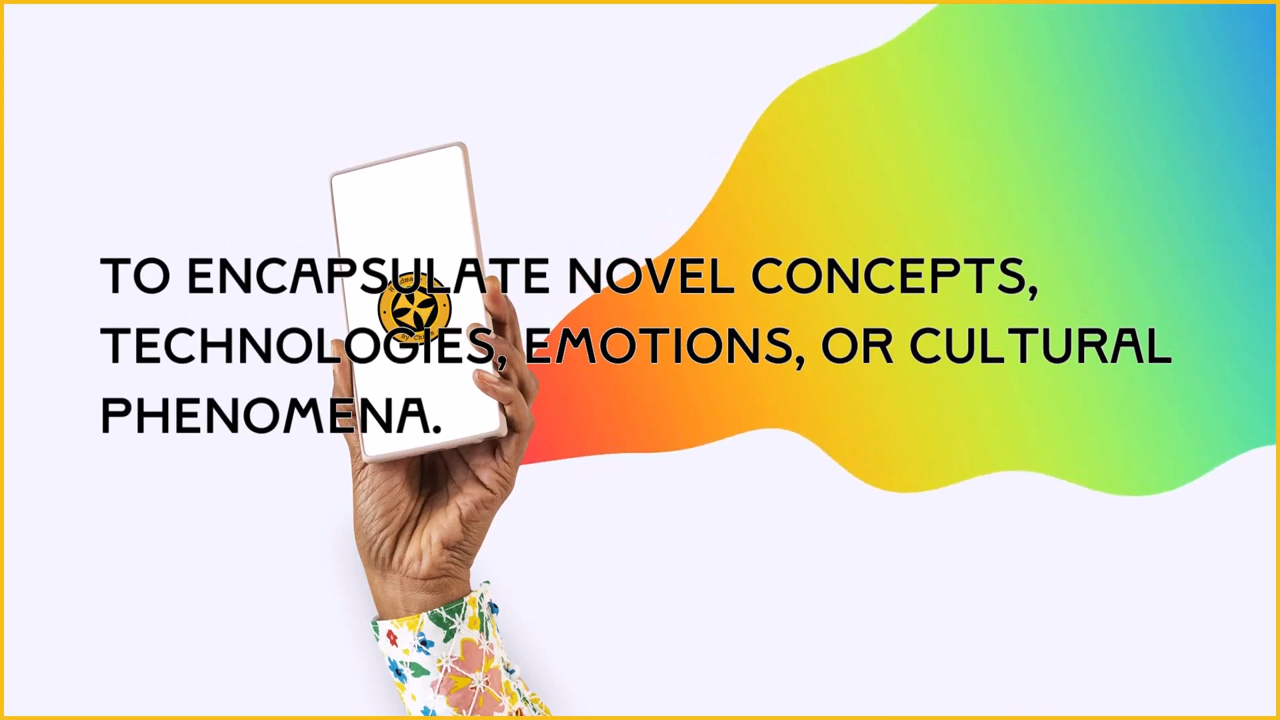 TO ENCAPSULATE NOVEL CONCEPTS,
TECHNOLOGIES, EMOTIONS, OR CULTURAL
PHENOMENA.